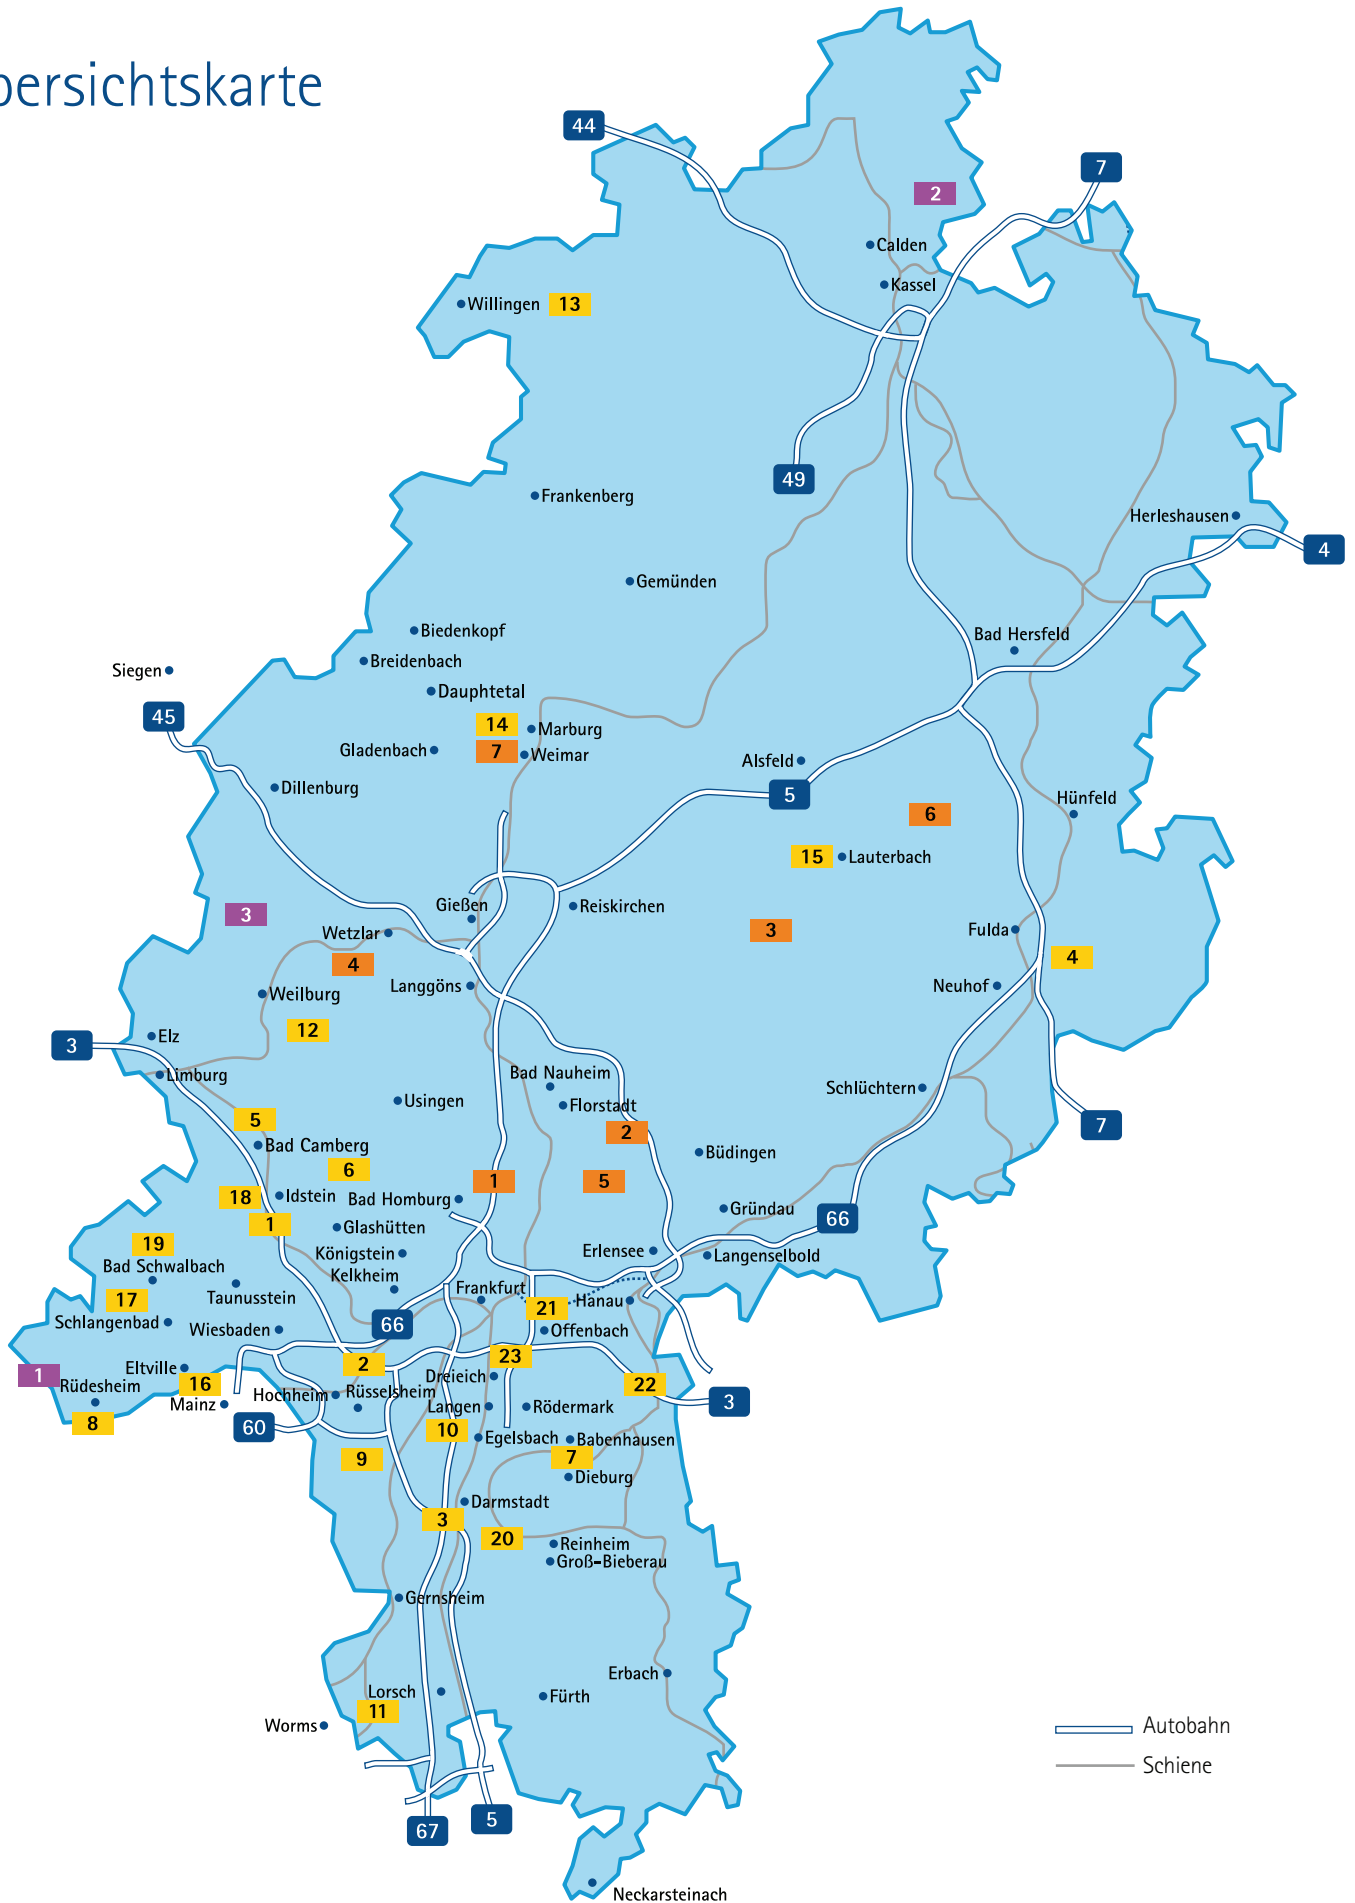 bersichtskarte
44
7
2
Calden
Kassel
Willingen 13
49
Frankenberg
Herleshausen
4
Gemünden
Biedenkopf
Bad Hersfeld
Breidenbach
Siegen
Dauphtetal
45
14
Marburg
Gladenbach
7
Weimar
Alsfeld
Dillenburg
5
Hünfeld
6
15
Lauterbach
Gießen
Reiskirchen
3
Wetzlar
3
Fulda
4
4
Langgöns
Neuhof
Weilburg
12
Elz
3
Limburg
Bad Nauheim
Schlüchtern
Usingen
Florstadt
5
7
2
Bad Camberg
Büdingen
6
1
5
18
Idstein
Bad Homburg
Gründau
1
Glashütten
66
19
Königstein
Erlensee
Langenselbold
Bad Schwalbach
Kelkheim
Frankfurt
Taunusstein
17
21
Hanau
Schlangenbad
Wiesbaden
66
Offenbach
23
2
Eltville
1
Dreieich
Rüdesheim
16
22
Hochheim
Rüsselsheim
3
Mainz
Langen
Rödermark
8
60
10
Egelsbach
Babenhausen
9
7
Dieburg
Darmstadt
3
20
Reinheim
Groß-Bieberau
Gernsheim
Erbach
Lorsch
Fürth
11
Worms
Autobahn
Schiene
67
5
Neckarsteinach